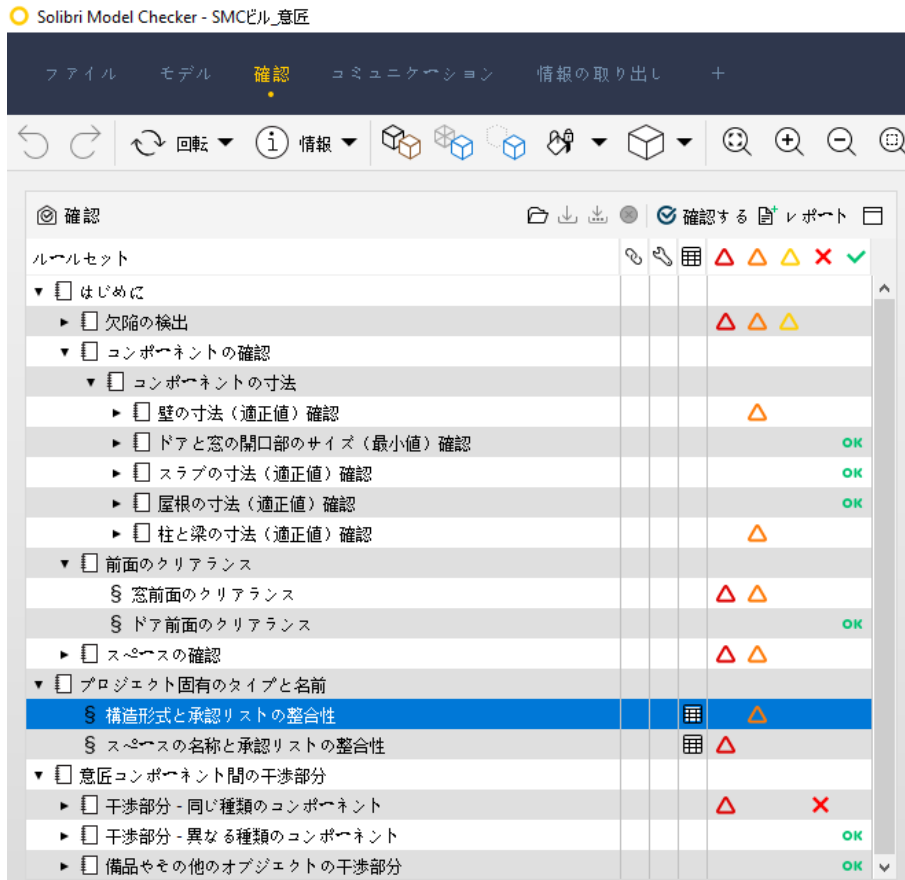 Solibri Model Checker - SMCビル_意匠
ファイル モデル 確認 コミュニケーション 情報の取り出し +
回転 情報
確認 確認する レポート
ルールセット
はじめに
欠陥の検出
コンポーネントの確認
コンポーネントの寸法
壁の寸法（適正値）確認
ドアと窓の開口部のサイズ（最小値）確認 OK
スラブの寸法（適正値）確認 OK
屋根の寸法（適正値）確認 OK
柱と梁の寸法（適正値）確認
前面のクリアランス
§ 窓前面のクリアランス
§ ドア前面のクリアランス OK
スペースの確認
プロジェクト固有のタイプと名前
§ 構造形式と承認リストの整合性
§ スペースの名称と承認リストの整合性
意匠コンポーネント間の干渉部分
干渉部分 - 同じ種類のコンポーネント
干渉部分 - 異なる種類のコンポーネント OK
備品やその他のオブジェクトの干渉部分 OK